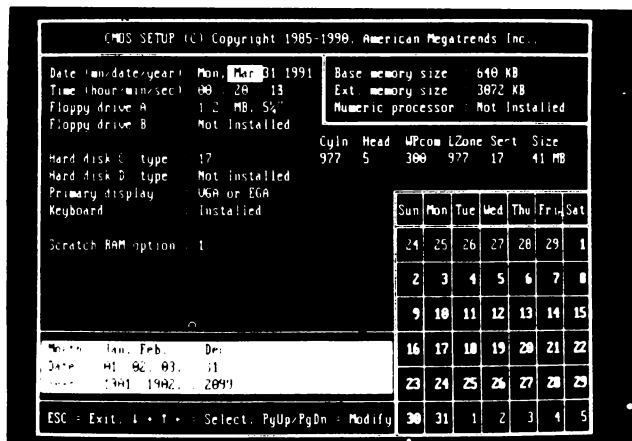 CMOS SETUP (C) Copyright 1985-1990, American Megatrends Inc.,
Date (mn/date/year) : Mon, Mar 31 1991
Time (hour/min/sec) : 00 : 20 : 13
Floppy drive A : 1.2 MB, 5¼"
Floppy drive B : Not Installed
Base memory size : 640 KB
Ext. memory size : 3072 KB
Numeric processor : Not Installed
Cyln Head WPcom LZone Sect Size
Hard disk C type : 17 977 5 300 977 17 41 MB
Hard disk D type : Not Installed
Primary display : VGA or EGA
Keyboard : Installed
Scratch RAM option : 1
Sun Mon Tue Wed Thu Fri Sat
24 25 26 27 28 29 1
2 3 4 5 6 7 8
9 10 11 12 13 14 15
16 17 18 19 20 21 22
23 24 25 26 27 28 29
30 31 1 2 3 4 5
Month : Jan, Feb, Dec
Date : 01, 02, 03, 31
Year : 1901, 1902, 2099
ESC = Exit, ↓ → ↑ ← = Select, PgUp/PgDn = Modify